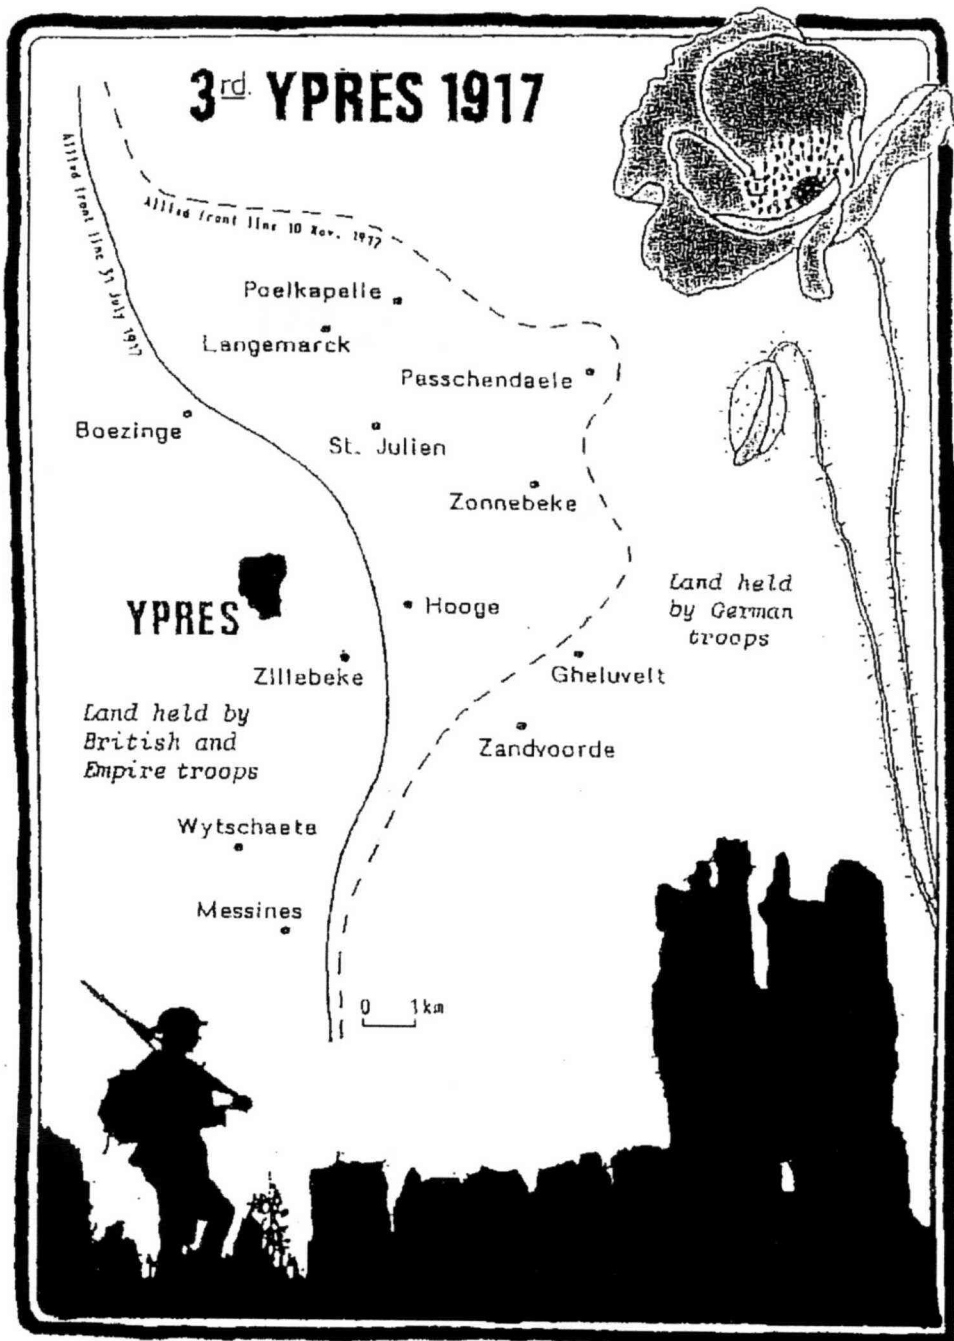 3rd. YPRES 1917
Allied front line 31 July 1917
Allied front line 10 Nov. 1917
Poelkapelle
Langemarck
Passchendaele
Boezinge
St. Julien
Zonnebeke
YPRES
Hooge
Land held
by German
troops
Zillebeke
Gheluvelt
Land held by
British and
Empire troops
Zandvoorde
Wytschaete
Messines
0 1km